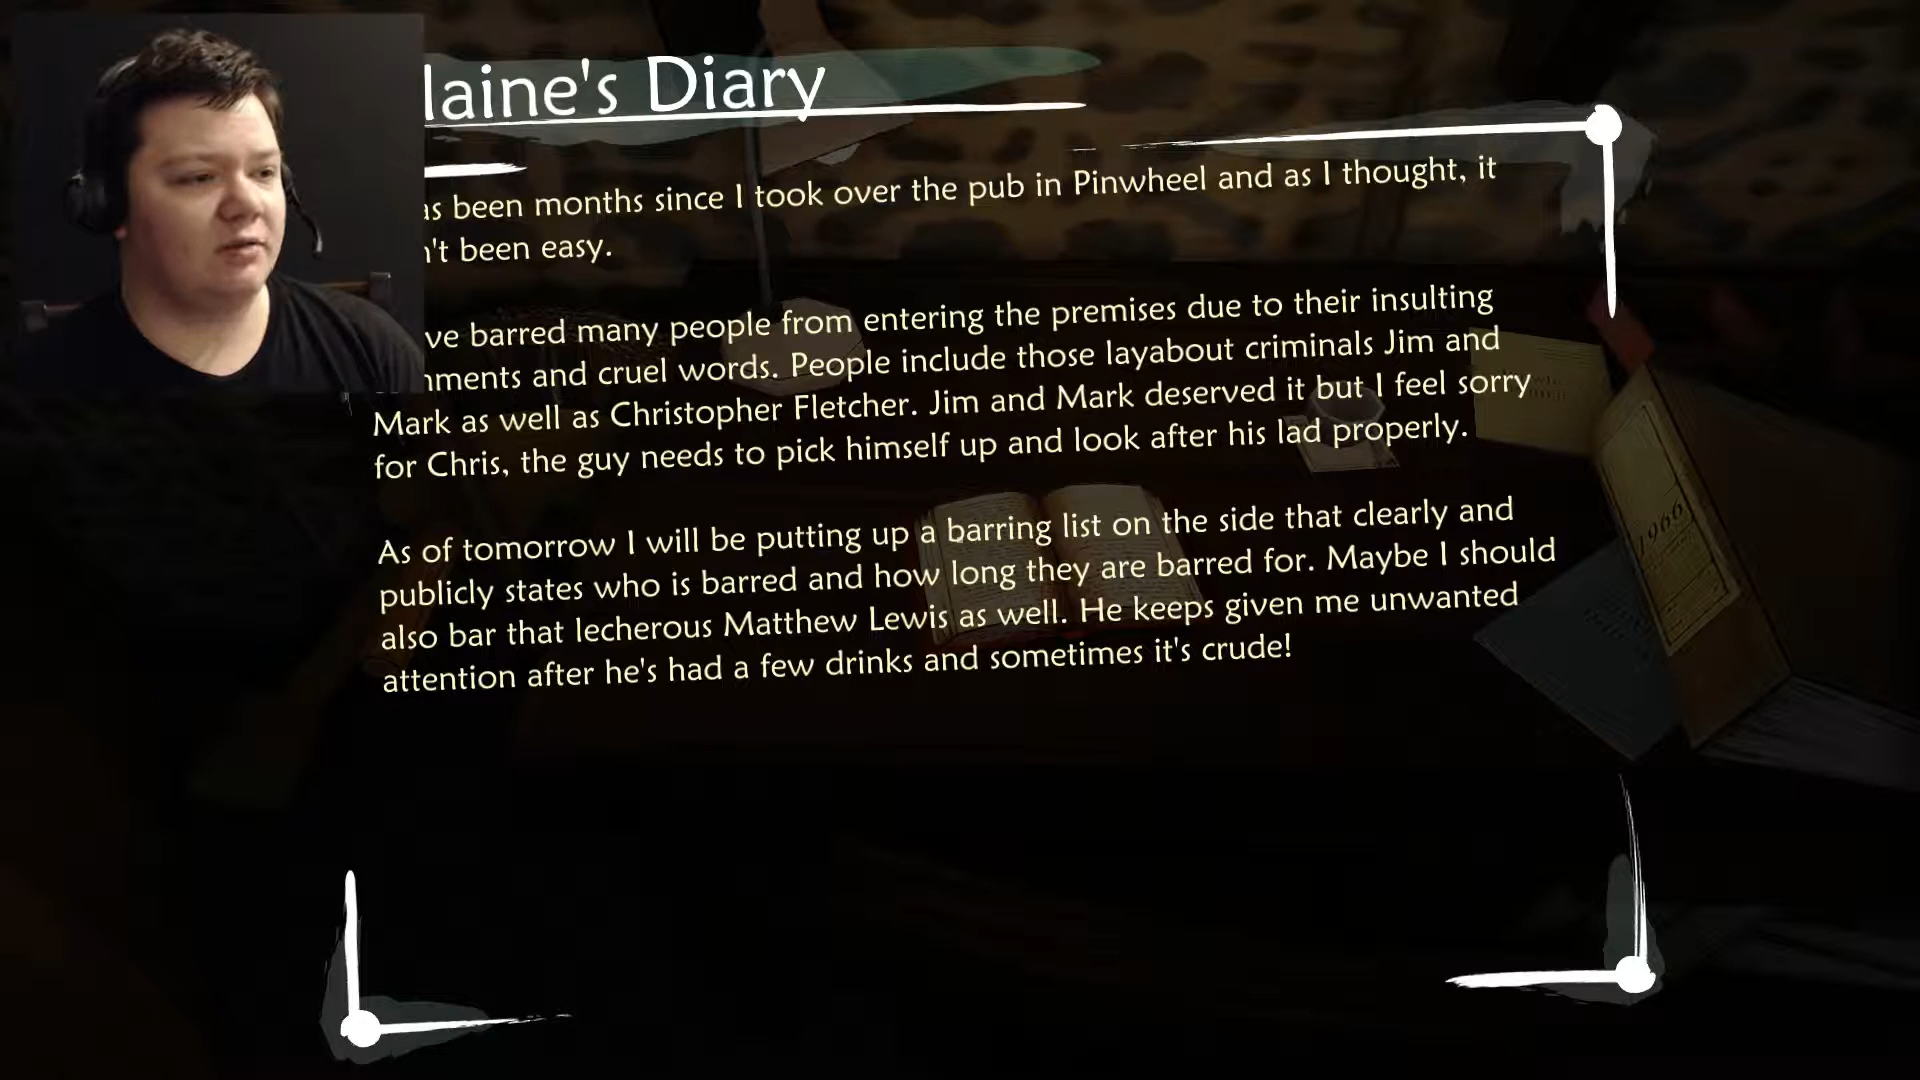 laine's Diary
as been months since I took over the pub in Pinwheel and as I thought, it
n't been easy.
ve barred many people from entering the premises due to their insulting
mments and cruel words. People include those layabout criminals Jim and
Mark as well as Christopher Fletcher. Jim and Mark deserved it but I feel sorry
for Chris, the guy needs to pick himself up and look after his lad properly.
As of tomorrow I will be putting up a barring list on the side that clearly and
publicly states who is barred and how long they are barred for. Maybe I should
also bar that lecherous Matthew Lewis as well. He keeps given me unwanted
attention after he's had a few drinks and sometimes it's crude!
1966